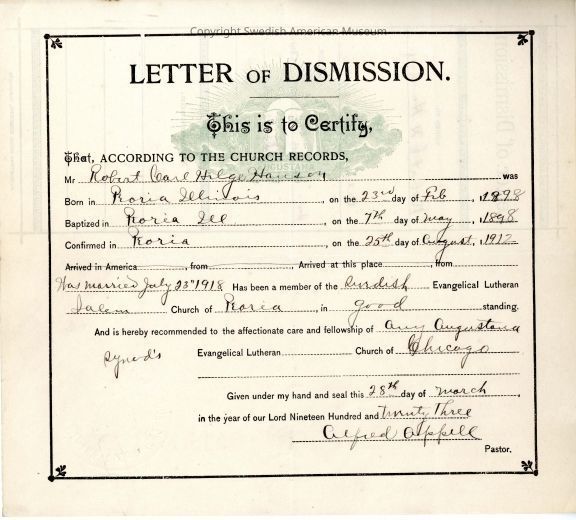 Copyright Swedish American Museum
LETTER OF DISMISSION.
This is to Certify,
That, ACCORDING TO THE CHURCH RECORDS,
Mr Robert Carl Helge Hanson was
Born in Peoria Illinois, on the 23rd day of Feb, 1898
Baptized in Peoria Ill, on the 7th day of May, 1898
Confirmed in Peoria, on the 25th day of August, 1912
Arrived in America, from Arrived at this place, from
Was married July 23rd 1918 Has been a member of the Swedish Evangelical Lutheran
Salem Church of Peoria, in good standing.
And is hereby recommended to the affectionate care and fellowship of any Augustana
Synod's Evangelical Lutheran Church of Chicago
Given under my hand and seal this 28th day of March,
in the year of our Lord Nineteen Hundred and twenty Three
Alfred Appell
Pastor.